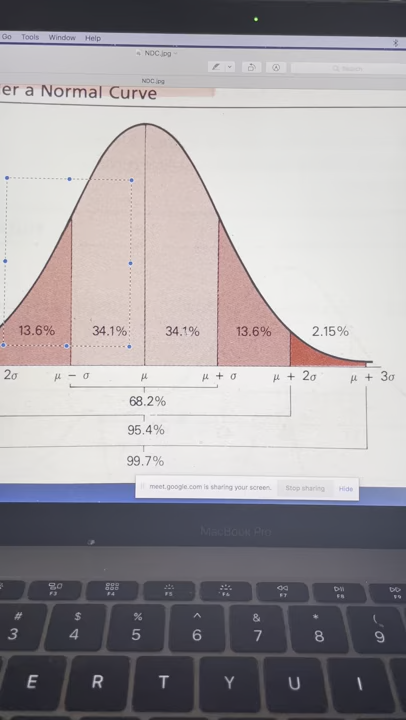 Go Tools Window Help
NDC.jpg
NDC.jpg
er a Normal Curve
13.6% 34.1% 34.1% 13.6% 2.15%
2σ μ − σ μ μ + σ μ + 2σ μ + 3σ
68.2%
95.4%
99.7%
meet.google.com is sharing your screen. Stop sharing Hide
MacBook Pro
F3 F4 F5 F6 F7 F8 F9
# $ % ^ & * (
3 4 5 6 7 8 9
E R T Y U I